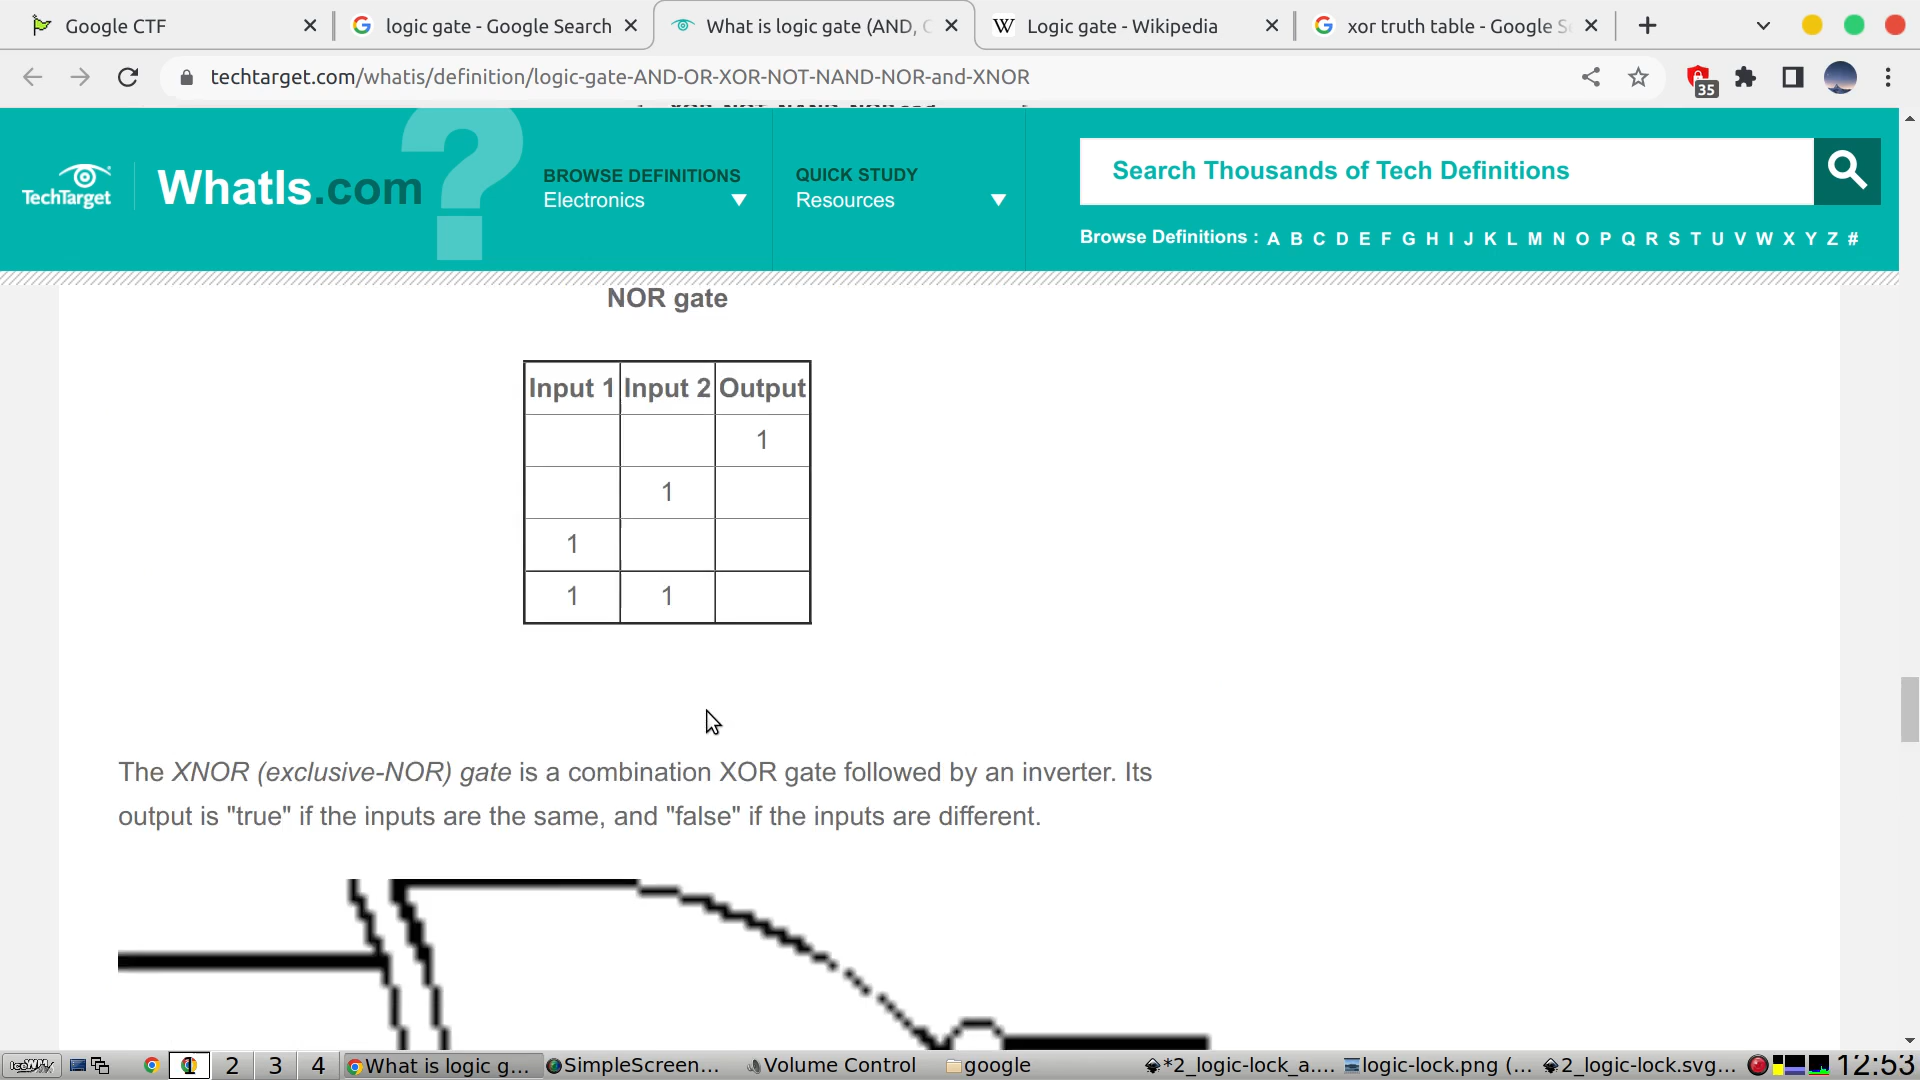 Google CTF
logic gate - Google Search
What is logic gate (AND,
Logic gate - Wikipedia
xor truth table - Google
techtarget.com/whatis/definition/logic-gate-AND-OR-XOR-NOT-NAND-NOR-and-XNOR
35
TechTarget
WhatIs.com
?
BROWSE DEFINITIONS
Electronics
QUICK STUDY
Resources
Search Thousands of Tech Definitions
Browse Definitions : A B C D E F G H I J K L M N O P Q R S T U V W X Y Z #
NOR gate
Input 1 Input 2 Output
1
1
1
1 1
The XNOR (exclusive-NOR) gate is a combination XOR gate followed by an inverter. Its
output is "true" if the inputs are the same, and "false" if the inputs are different.
IceWM
1 2 3 4
What is logic g...
SimpleScreen...
Volume Control
google
*2_logic-lock_a....
logic-lock.png (...
2_logic-lock.svg...
12:53